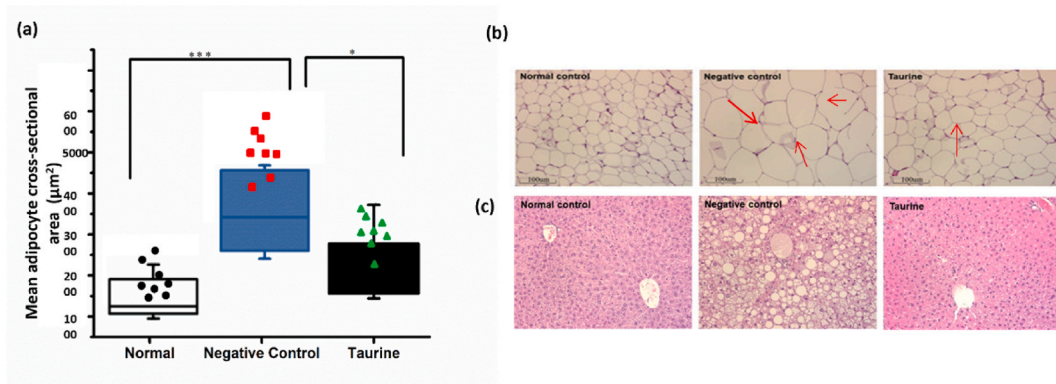 (a)
***
*
Mean adipocyte cross-sectional
area (µm²)
60
00
5000
40
00
30
00
20
00
10
00
Normal
Negative Control
Taurine
(b)
Normal control
Negative control
Taurine
100um
100um
100um
(c)
Normal control
Negative control
Taurine